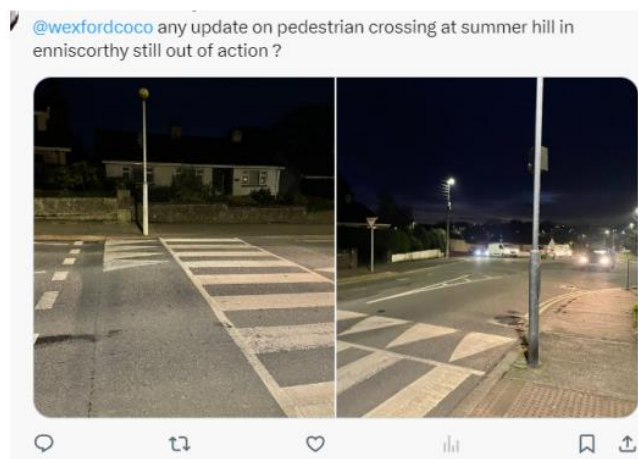 @wexfordcoco any update on pedestrian crossing at summer hill in
enniscorthy still out of action ?